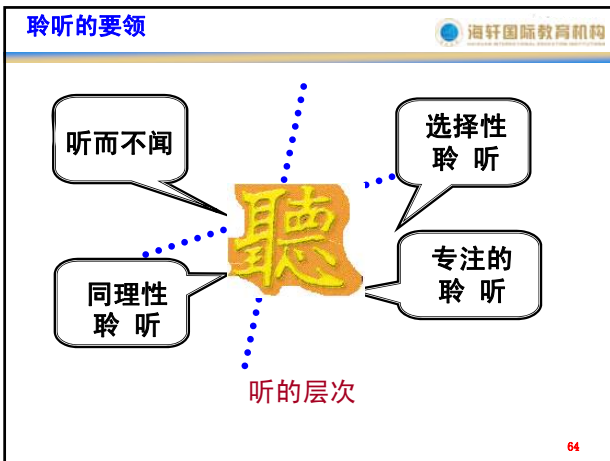 聆听的要领
海轩国际教育机构
听而不闻
选择性
聆 听
聽
同理性
聆 听
专注的
聆 听
听的层次
64